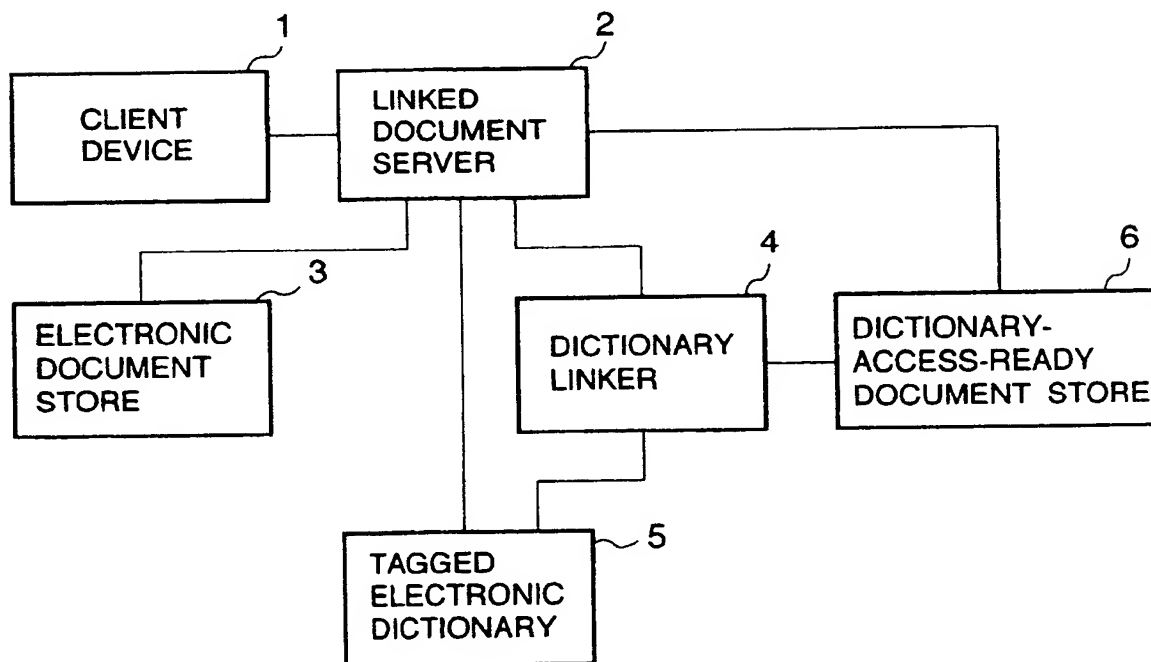 1
CLIENT
DEVICE
2
LINKED
DOCUMENT
SERVER
3
ELECTRONIC
DOCUMENT
STORE
4
DICTIONARY
LINKER
6
DICTIONARY-
ACCESS-READY
DOCUMENT STORE
5
TAGGED
ELECTRONIC
DICTIONARY